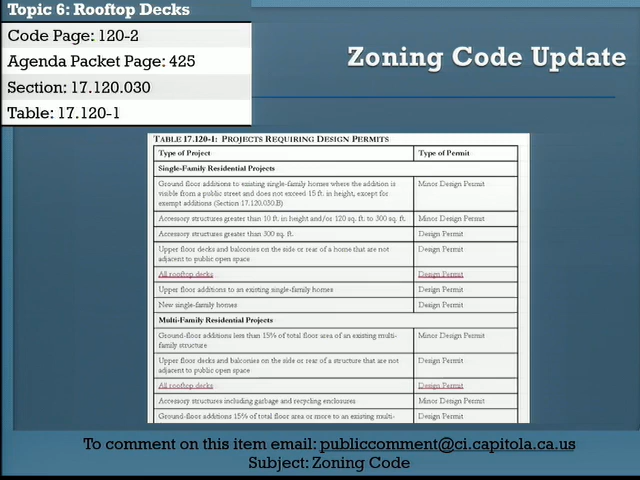 Topic 6: Rooftop Decks
Code Page: 120-2
Agenda Packet Page: 425
Section: 17.120.030
Table: 17.120-1
Zoning Code Update
TABLE 17.120-1: PROJECTS REQUIRING DESIGN PERMITS
Type of Project Type of Permit
Single-Family Residential Projects
Ground floor additions to existing single-family homes where the addition is Minor Design Permit
visible from a public street and does not exceed 15 ft. in height, except for
exempt additions (Section 17.120.030.B)
Accessory structures greater than 10 ft. in height and/or 120 sq. ft. to 300 sq. ft. Minor Design Permit
Accessory structures greater than 300 sq. ft. Design Permit
Upper floor decks and balconies on the side or rear of a home that are not Design Permit
adjacent to public open space
All rooftop decks Design Permit
Upper floor additions to an existing single-family homes Design Permit
New single-family homes Design Permit
Multi-Family Residential Projects
Ground-floor additions less than 15% of total floor area of an existing multi- Minor Design Permit
family structure
Upper floor decks and balconies on the side or rear of a structure that are not Design Permit
adjacent to public open space
All rooftop decks Design Permit
Accessory structures including garbage and recycling enclosures Minor Design Permit
Ground-floor additions 15% of total floor area or more to an existing multi- Design Permit
To comment on this item email: publiccomment@ci.capitola.ca.us
Subject: Zoning Code